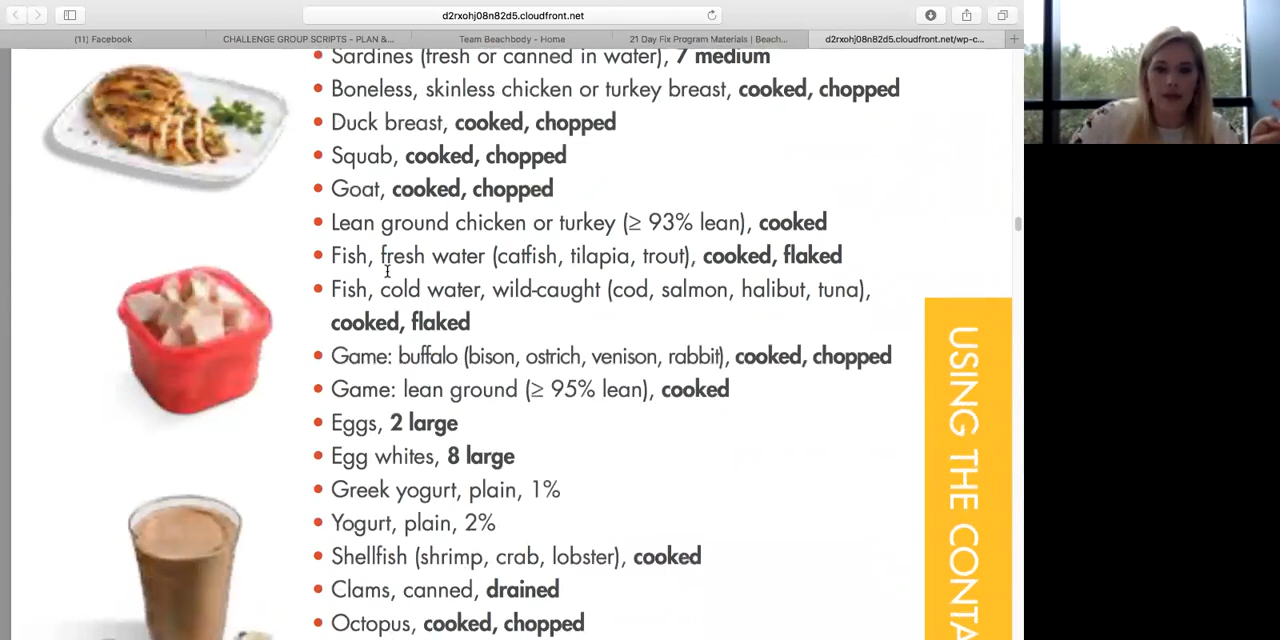 d2rxohj08n82d5.cloudfront.net
(11) Facebook
CHALLENGE GROUP SCRIPTS - PLAN &...
Team Beachbody - Home
21 Day Fix Program Materials | Beach...
d2rxohj08n82d5.cloudfront.net/wp-c...
Sardines (fresh or canned in water), 7 medium
• Boneless, skinless chicken or turkey breast, cooked, chopped
• Duck breast, cooked, chopped
• Squab, cooked, chopped
• Goat, cooked, chopped
• Lean ground chicken or turkey (≥ 93% lean), cooked
• Fish, fresh water (catfish, tilapia, trout), cooked, flaked
• Fish, cold water, wild-caught (cod, salmon, halibut, tuna),
cooked, flaked
• Game: buffalo (bison, ostrich, venison, rabbit), cooked, chopped
• Game: lean ground (≥ 95% lean), cooked
• Eggs, 2 large
• Egg whites, 8 large
• Greek yogurt, plain, 1%
• Yogurt, plain, 2%
• Shellfish (shrimp, crab, lobster), cooked
• Clams, canned, drained
• Octopus, cooked, chopped
USING THE CONTA